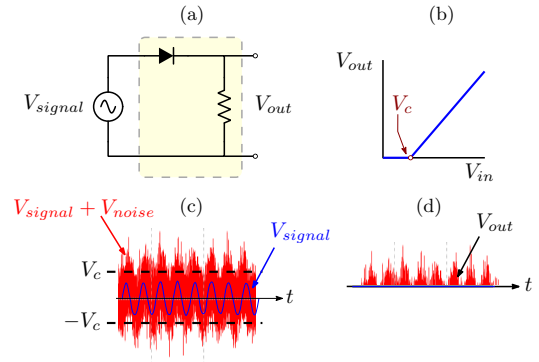 (a)
V_signal
V_out
(b)
V_out
V_c
V_in
(c)
V_signal + V_noise
V_signal
V_c
−V_c
t
(d)
V_out
t